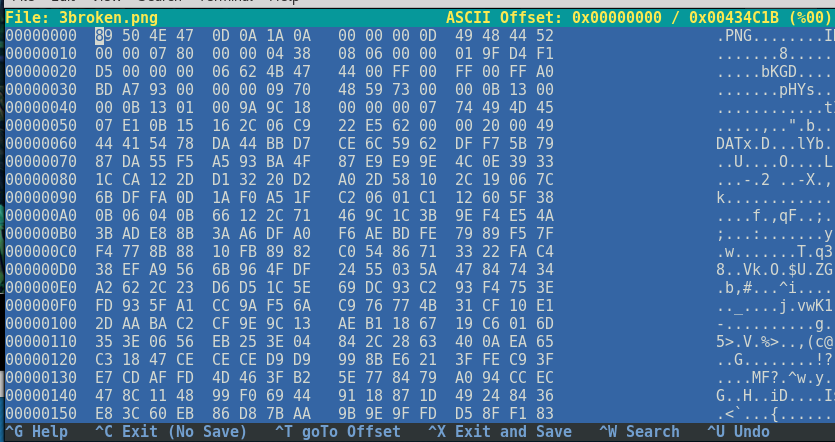 File: 3broken.png ASCII Offset: 0x00000000 / 0x00434C1B (%00)
00000000 89 50 4E 47 0D 0A 1A 0A 00 00 00 0D 49 48 44 52 .PNG........I
00000010 00 00 07 80 00 00 04 38 08 06 00 00 01 9F D4 F1 .......8.....
00000020 D5 00 00 00 06 62 4B 47 44 00 FF 00 FF 00 FF A0 .....bKGD....
00000030 BD A7 93 00 00 00 09 70 48 59 73 00 00 0B 13 00 .......pHYs..
00000040 00 0B 13 01 00 9A 9C 18 00 00 00 07 74 49 4D 45 ............t
00000050 07 E1 0B 15 16 2C 06 C9 22 E5 62 00 00 20 00 49 .....,..".b..
00000060 44 41 54 78 DA 44 BB D7 CE 6C 59 62 DF F7 5B 79 DATx.D...lYb.
00000070 87 DA 55 F5 A5 93 BA 4F 87 E9 E9 9E 4C 0E 39 33 ..U....O....L
00000080 1C CA 12 2D D1 32 20 D2 A0 2D 58 10 2C 19 06 7C ...-.2 ..-X.,
00000090 6B DF FA 0D 1A F0 A5 1F C2 06 01 C1 12 60 5F 38 k............
000000A0 0B 06 04 0B 66 12 2C 71 46 9C 1C 3B 9E F4 E5 4A ....f.,qF..;.
000000B0 3B AD E8 8B 3A A6 DF A0 F6 AE BD FE 79 89 F5 7F ;...:.......y
000000C0 F4 77 8B 88 10 FB 89 82 C0 54 86 71 33 22 FA C4 .w.......T.q3
000000D0 38 EF A9 56 6B 96 4F DF 24 55 03 5A 47 84 74 34 8..Vk.O.$U.ZG
000000E0 A2 62 2C 23 D6 D5 1C 5E 69 DC 93 C2 93 F4 75 3E .b,#...^i....
000000F0 FD 93 5F A1 CC 9A F5 6A C9 76 77 4B 31 CF 10 E1 .._....j.vwK1
00000100 2D AA BA C2 CF 9E 9C 13 AE B1 18 67 19 C6 01 6D -..........g.
00000110 35 3E 06 56 EB 25 3E 04 84 2C 28 63 40 0A EA 65 5>.V.%>..,(c@
00000120 C3 18 47 CE CE CE D9 D9 99 8B E6 21 3F FE C9 3F ..G........!?
00000130 E7 CD AF FD 4D 46 3F B2 5E 77 84 79 A0 94 CC EC ....MF?.^w.y.
00000140 47 8C 11 48 99 F0 69 44 91 18 87 1D 49 24 84 36 G..H..iD....I
00000150 E8 3C 60 EB 86 D8 7B AA 9B 9E 9F FD D5 8F F1 83 .<`...{......
^G Help ^C Exit (No Save) ^T goTo Offset ^X Exit and Save ^W Search ^U Undo